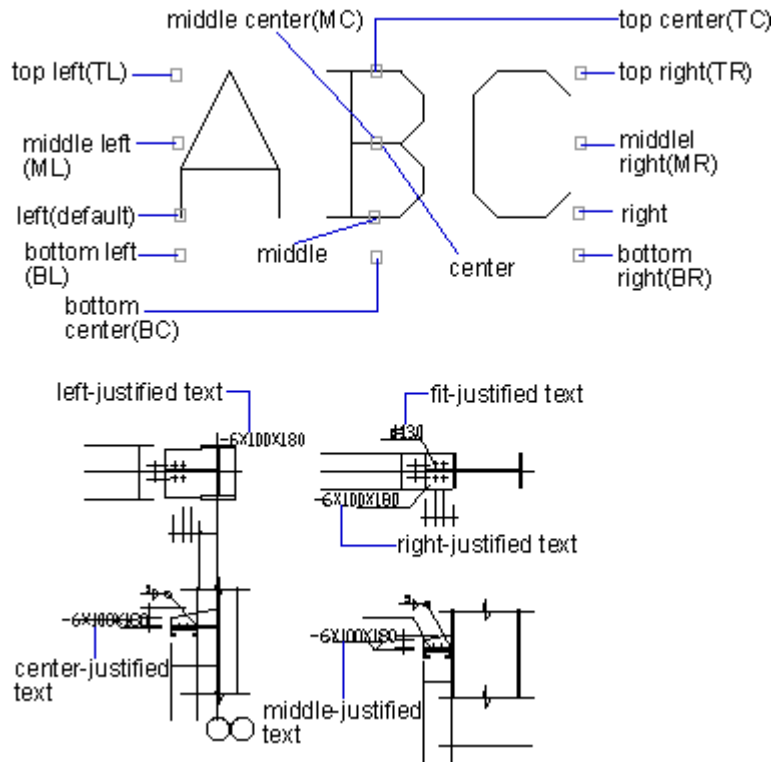 middle center(MC)
top center(TC)
top left(TL)
top right(TR)
ABC
middle left
(ML)
middlel
right(MR)
left(default)
right
bottom left
(BL)
middle
center
bottom
right(BR)
bottom
center(BC)
left-justified text
fit-justified text
-6X100X180
-6X100X180
right-justified text
-6X100X180
-6X100X180
center-justified
text
middle-justified
text